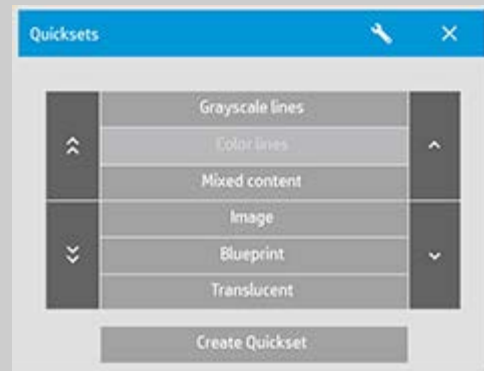 Quicksets
Grayscale lines
Color lines
Mixed content
Image
Blueprint
Translucent
Create Quickset